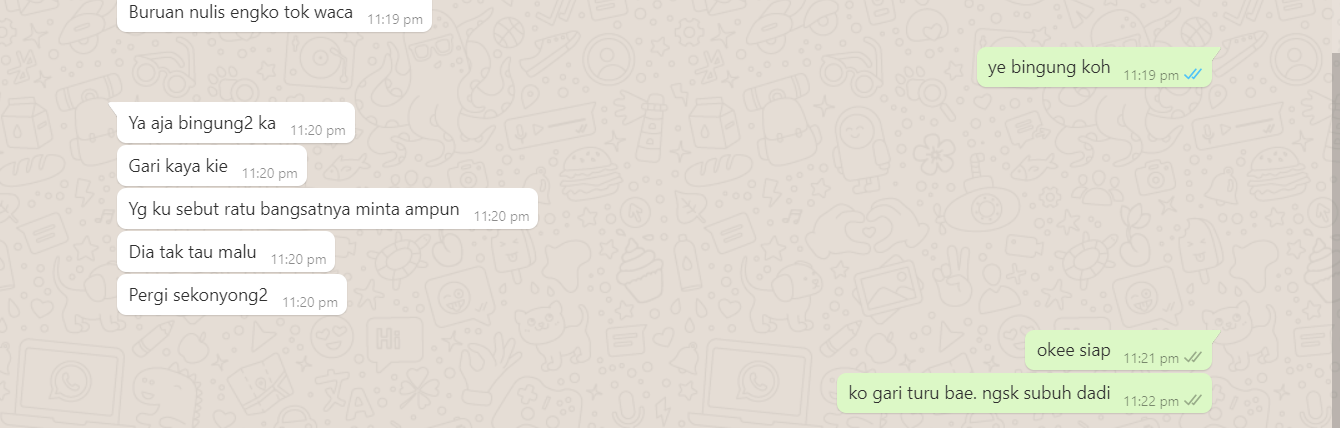 Buruan nulis engko tok waca 11:19 pm
ye bingung koh 11:19 pm
Ya aja bingung2 ka 11:20 pm
Gari kaya kie 11:20 pm
Yg ku sebut ratu bangsatnya minta ampun 11:20 pm
Dia tak tau malu 11:20 pm
Pergi sekonyong2 11:20 pm
Hi
okee siap 11:21 pm
ko gari turu bae. ngsk subuh dadi 11:22 pm